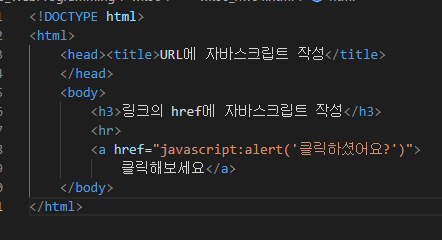 <!DOCTYPE html>
<html>
<head><title>URL에 자바스크립트 작성</title>
</head>
<body>
<h3>링크의 href에 자바스크립트 작성</h3>
<hr>
<a href="javascript:alert('클릭하셨어요?')">
클릭해보세요</a>
</body>
</html>